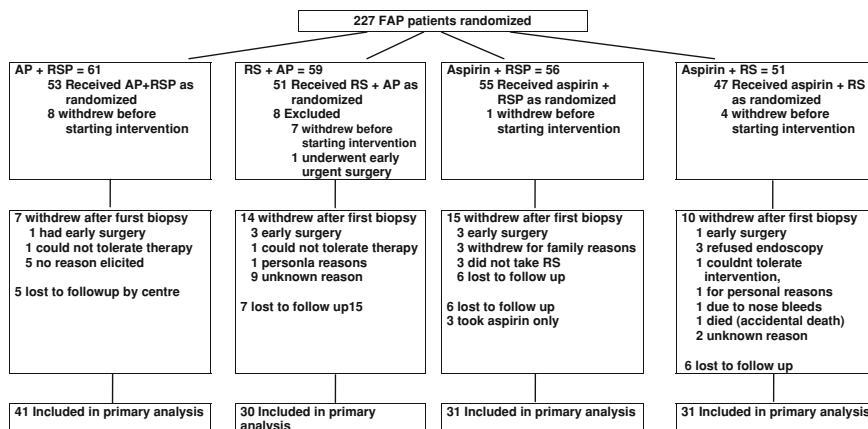 227 FAP patients randomized
AP + RSP = 61
53 Received AP+RSP as
randomized
8 withdrew before
starting intervention
RS + AP = 59
51 Received RS + AP as
randomized
8 Excluded
7 withdrew before
starting intervention
1 underwent early
urgent surgery
Aspirin + RSP = 56
55 Received aspirin +
RSP as randomized
1 withdrew before
starting intervention
Aspirin + RS = 51
47 Received aspirin + RS
as randomized
4 withdrew before
starting intervention
7 withdrew after furst biopsy
1 had early surgery
1 could not tolerate therapy
5 no reason elicited
5 lost to followup by centre
14 withdrew after first biopsy
3 early surgery
1 could not tolerate therapy
1 personla reasons
9 unknown reason
7 lost to follow up15
15 withdrew after first biopsy
3 early surgery
3 withdrew for family reasons
3 did not take RS
6 lost to follow up
6 lost to follow up
3 took aspirin only
10 withdrew after first biopsy
1 early surgery
3 refused endoscopy
1 couldnt tolerate
intervention,
1 for personal reasons
1 due to nose bleeds
1 died (accidental death)
2 unknown reason
6 lost to follow up
41 Included in primary analysis
30 Included in primary
analysis
31 Included in primary analysis
31 Included in primary analysis